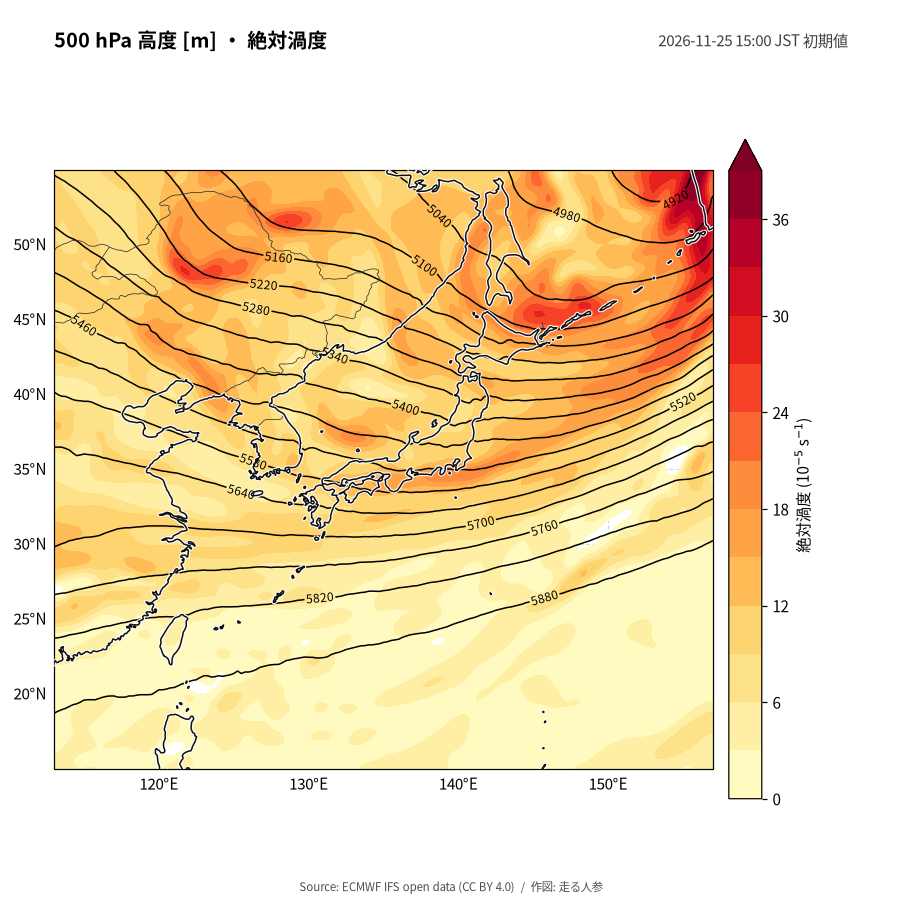 500 hPa 高度 [m] ・ 絶対渦度
2026-11-25 15:00 JST 初期値
4920
4980
5040
5100
5160
5220
5280
5340
5400
5460
5520
5580
5640
5700
5760
5820
5880
50°N
45°N
40°N
35°N
30°N
25°N
20°N
120°E
130°E
140°E
150°E
36
30
24
18
12
6
0
絶対渦度 (10⁻⁵ s⁻¹)
Source: ECMWF IFS open data (CC BY 4.0) / 作図: 走る人参